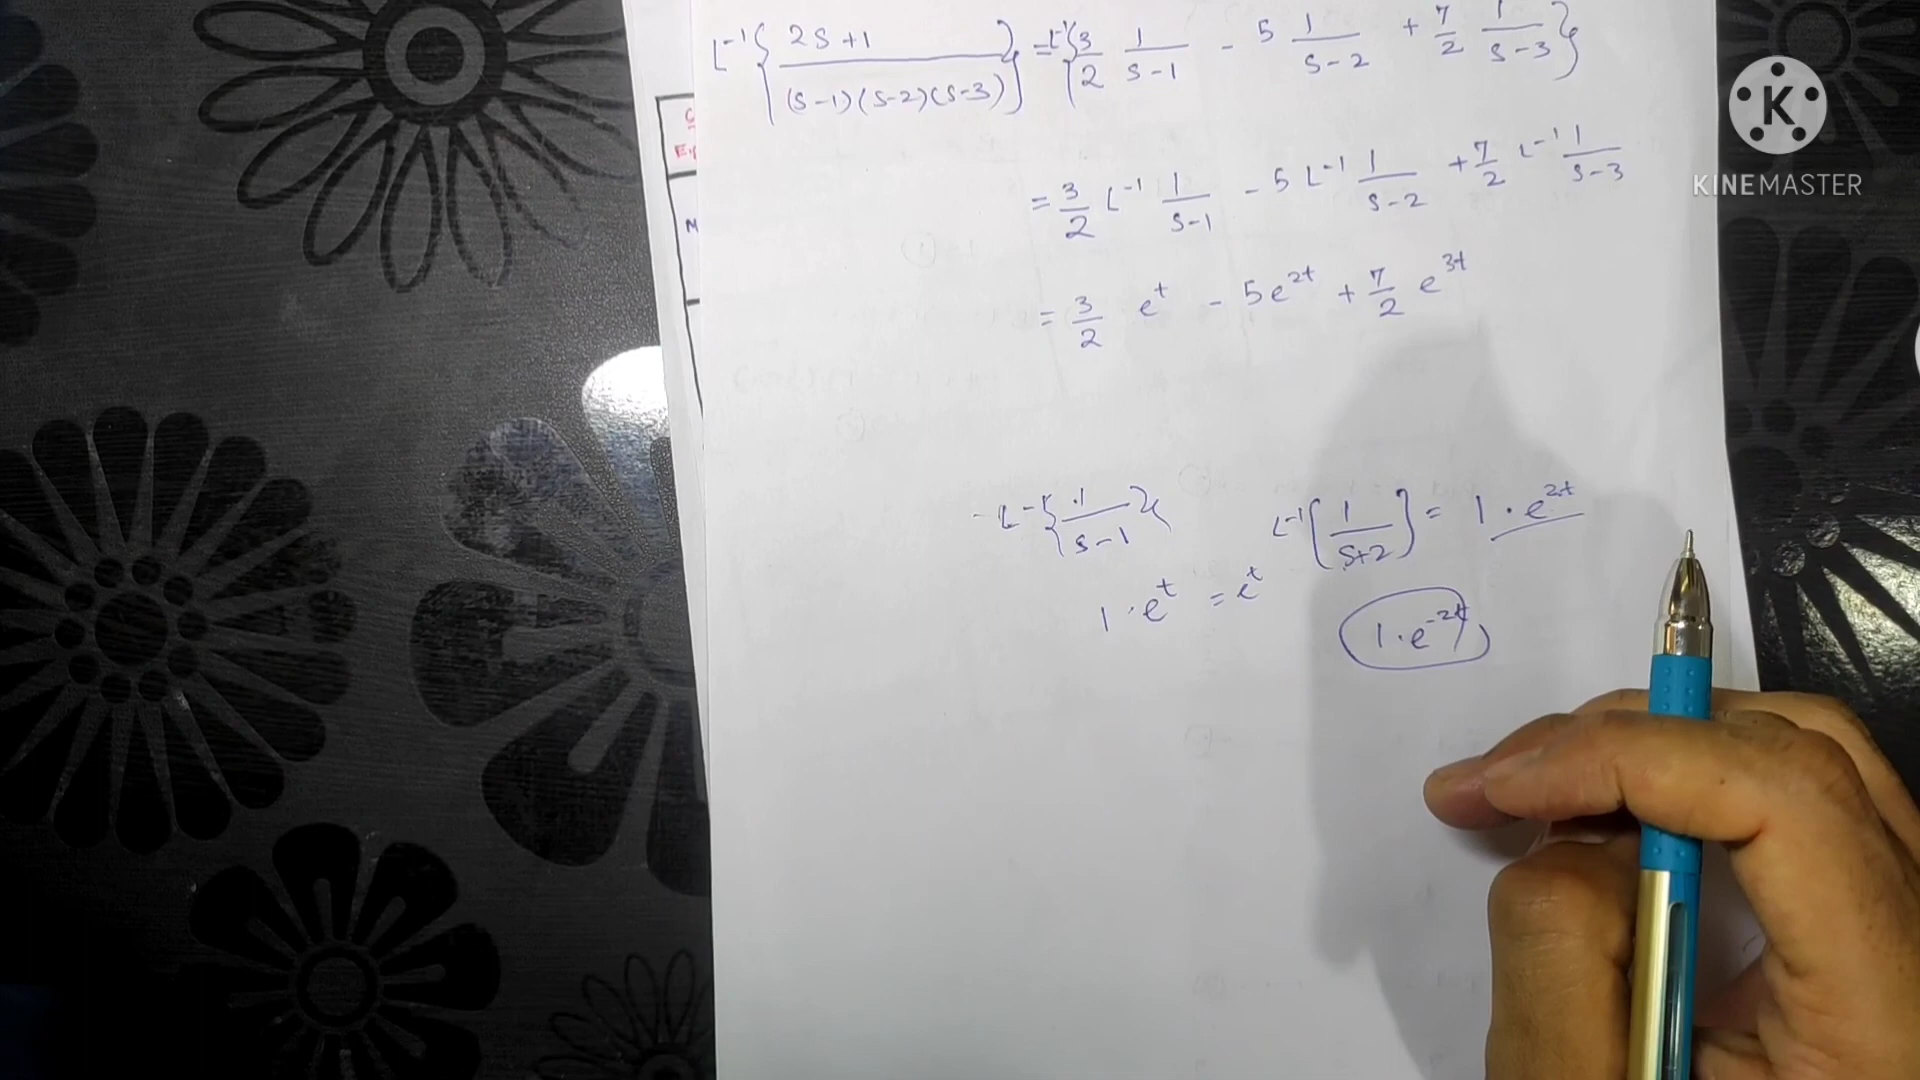 L⁻¹{ 2s+1 / (s-1)(s-2)(s-3) } = L⁻¹{ 3/2 1/s-1 - 5 1/s-2 + 7/2 1/s-3 }
= 3/2 L⁻¹ 1/s-1 - 5 L⁻¹ 1/s-2 + 7/2 L⁻¹ 1/s-3
= 3/2 e^t - 5e^2t + 7/2 e^3t
L⁻{ 1/s-1 }
1·e^t = e^t
L⁻¹[ 1/s+2 ] = 1·e^2t
1·e^-2t
K
KINEMASTER